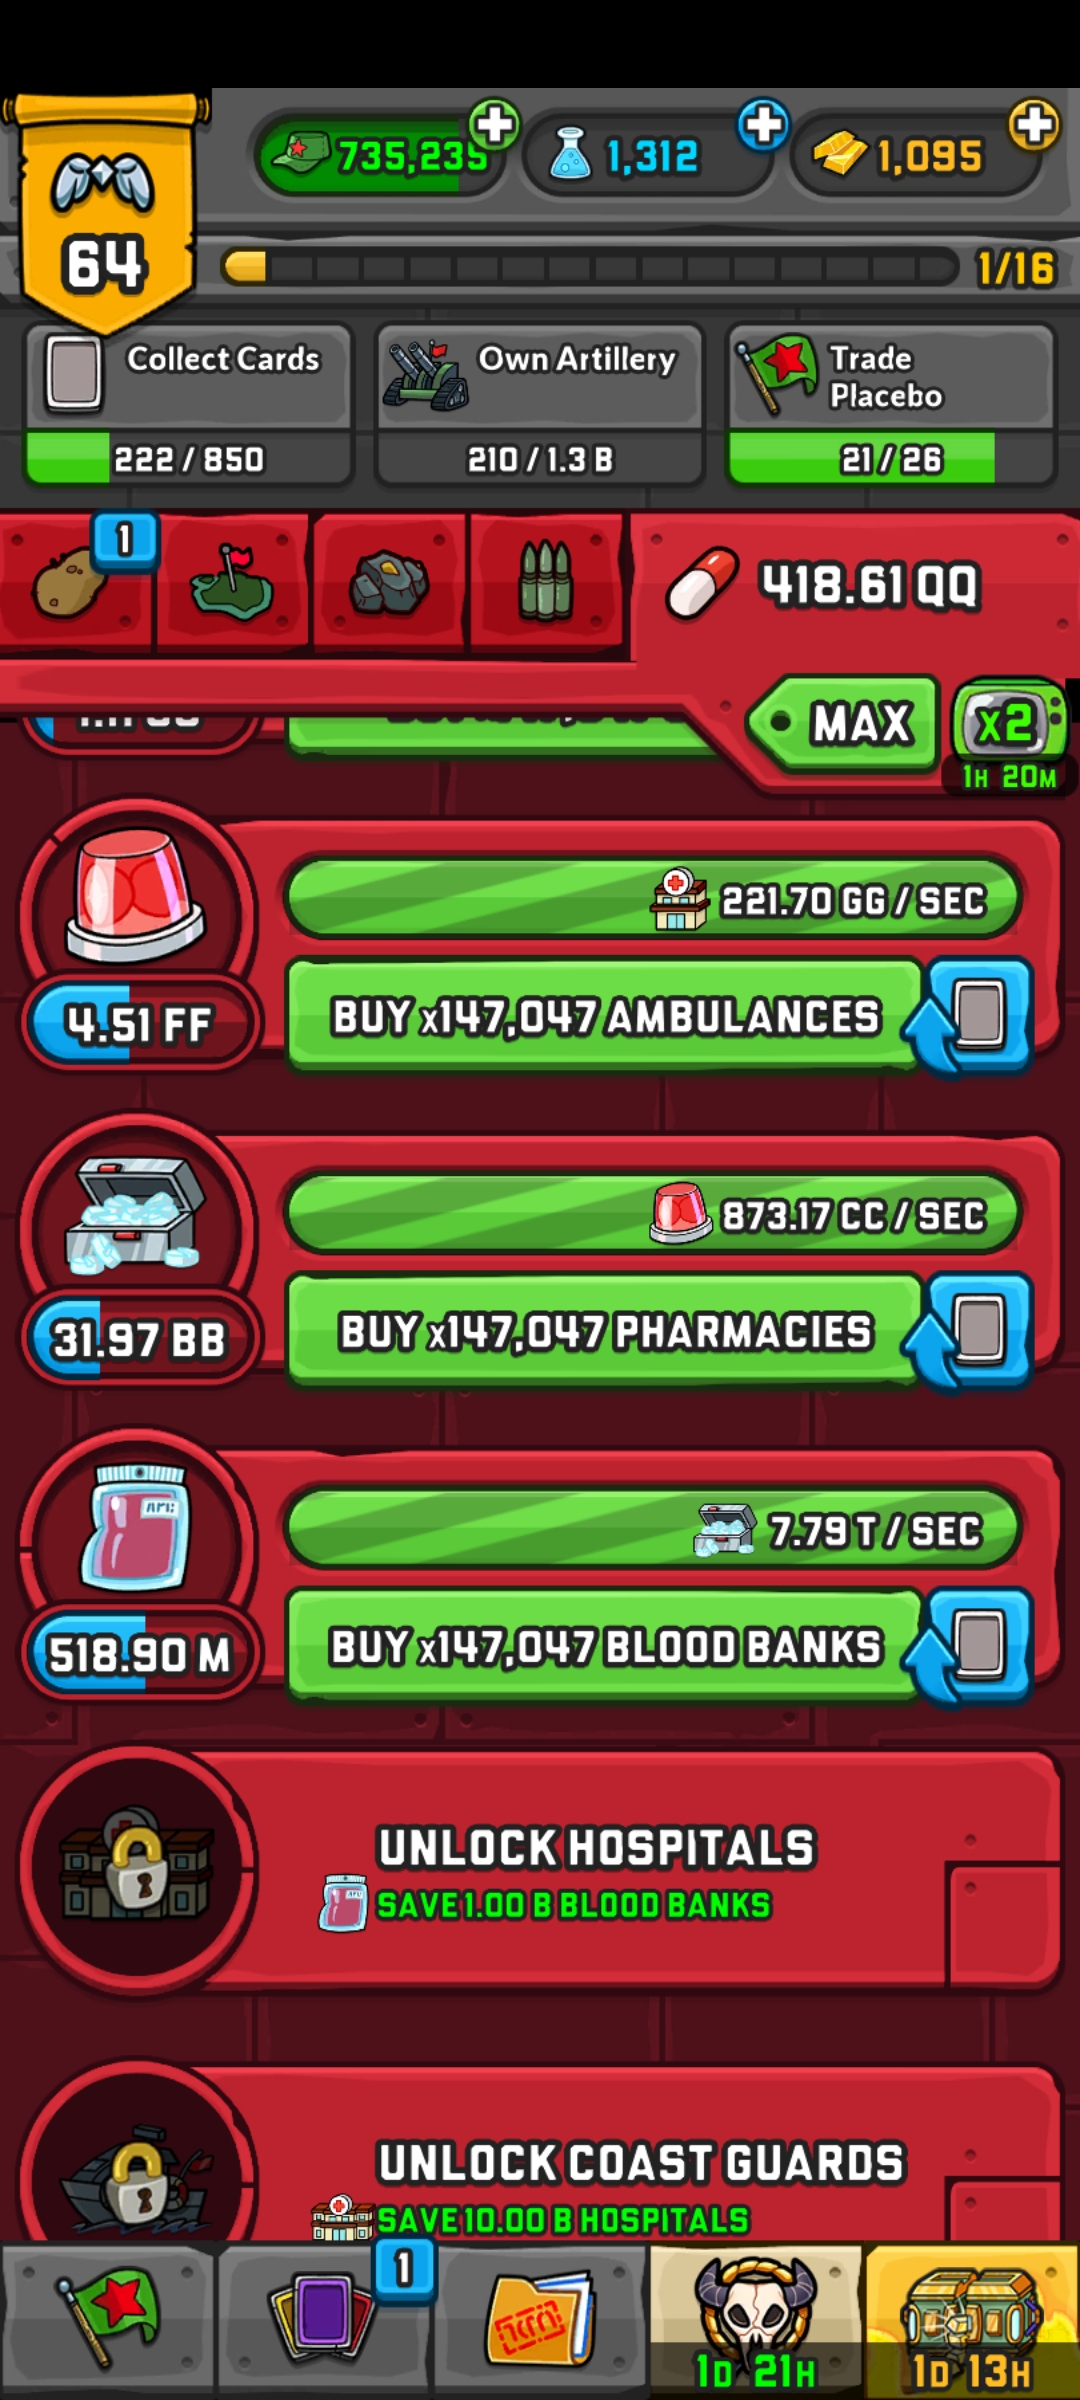 735,235
1,312
1,095
64
1/16
Collect Cards
Own Artillery
Trade
Placebo
222 / 850
210 / 1.3 B
21 / 26
1
418.61 QQ
MAX
X2
1H 20M
221.70 GG / SEC
4.51 FF
BUY x147,047 AMBULANCES
873.17 CC / SEC
31.97 BB
BUY x147,047 PHARMACIES
7.79 T / SEC
518.90 M
BUY x147,047 BLOOD BANKS
UNLOCK HOSPITALS
SAVE 1.00 B BLOOD BANKS
UNLOCK COAST GUARDS
SAVE 10.00 B HOSPITALS
1
1D 21H
1D 13H